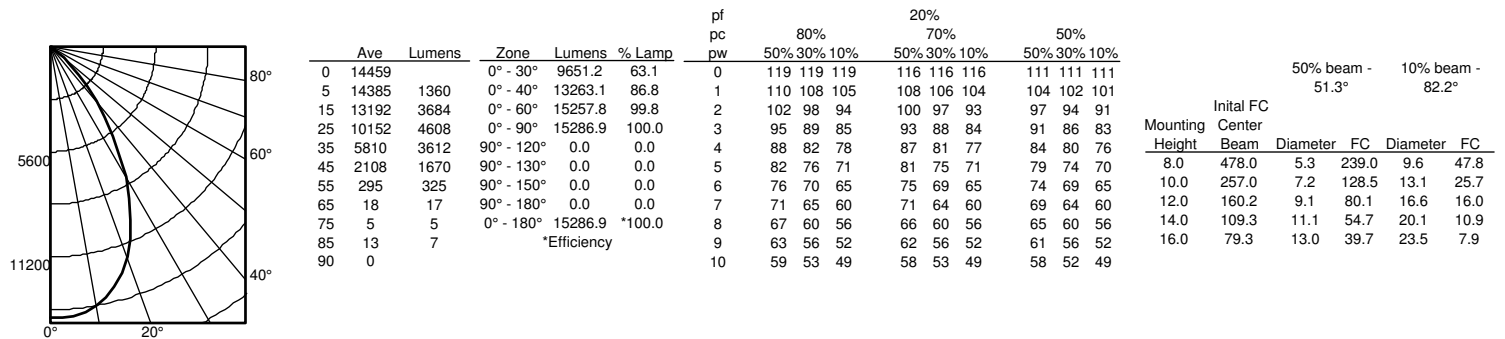 5600
11200
0°
20°
40°
60°
80°
Ave Lumens
0 14459
5 14385 1360
15 13192 3684
25 10152 4608
35 5810 3612
45 2108 1670
55 295 325
65 18 17
75 5 5
85 13 7
90 0
Zone Lumens % Lamp
0° - 30° 9651.2 63.1
0° - 40° 13263.1 86.8
0° - 60° 15257.8 99.8
0° - 90° 15286.9 100.0
90° - 120° 0.0 0.0
90° - 130° 0.0 0.0
90° - 150° 0.0 0.0
90° - 180° 0.0 0.0
0° - 180° 15286.9 *100.0
*Efficiency
pf 20%
pc 80% 70% 50%
pw 50% 30% 10% 50% 30% 10% 50% 30% 10%
0 119 119 119 116 116 116 111 111 111
1 110 108 105 108 106 104 104 102 101
2 102 98 94 100 97 93 97 94 91
3 95 89 85 93 88 84 91 86 83
4 88 82 78 87 81 77 84 80 76
5 82 76 71 81 75 71 79 74 70
6 76 70 65 75 69 65 74 69 65
7 71 65 60 71 64 60 69 64 60
8 67 60 56 66 60 56 65 60 56
9 63 56 52 62 56 52 61 56 52
10 59 53 49 58 53 49 58 52 49
50% beam - 10% beam -
51.3° 82.2°
Inital FC
Mounting Center
Height Beam Diameter FC Diameter FC
8.0 478.0 5.3 239.0 9.6 47.8
10.0 257.0 7.2 128.5 13.1 25.7
12.0 160.2 9.1 80.1 16.6 16.0
14.0 109.3 11.1 54.7 20.1 10.9
16.0 79.3 13.0 39.7 23.5 7.9